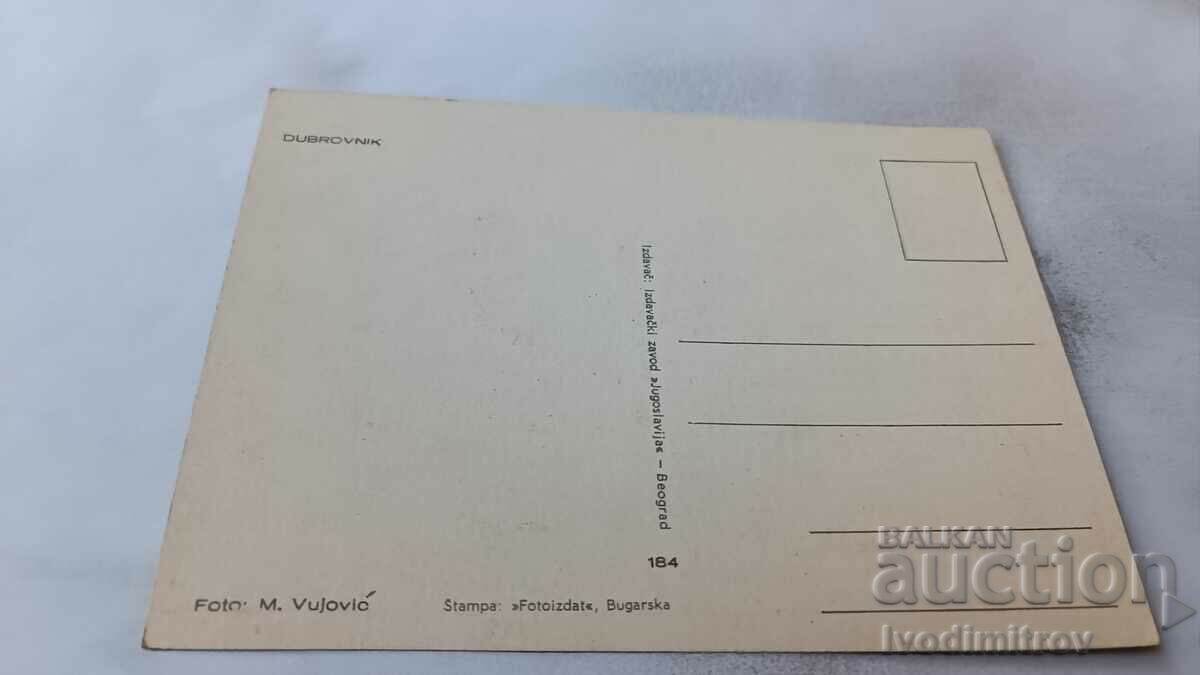 DUBROVNIK
Izdavač: Izdavački zavod »Jugoslavija« – Beograd
184
Foto: M. Vujović
Štampa: »Fotoizdat«, Bugarska
BALKAN
auction
Ivodimitrov